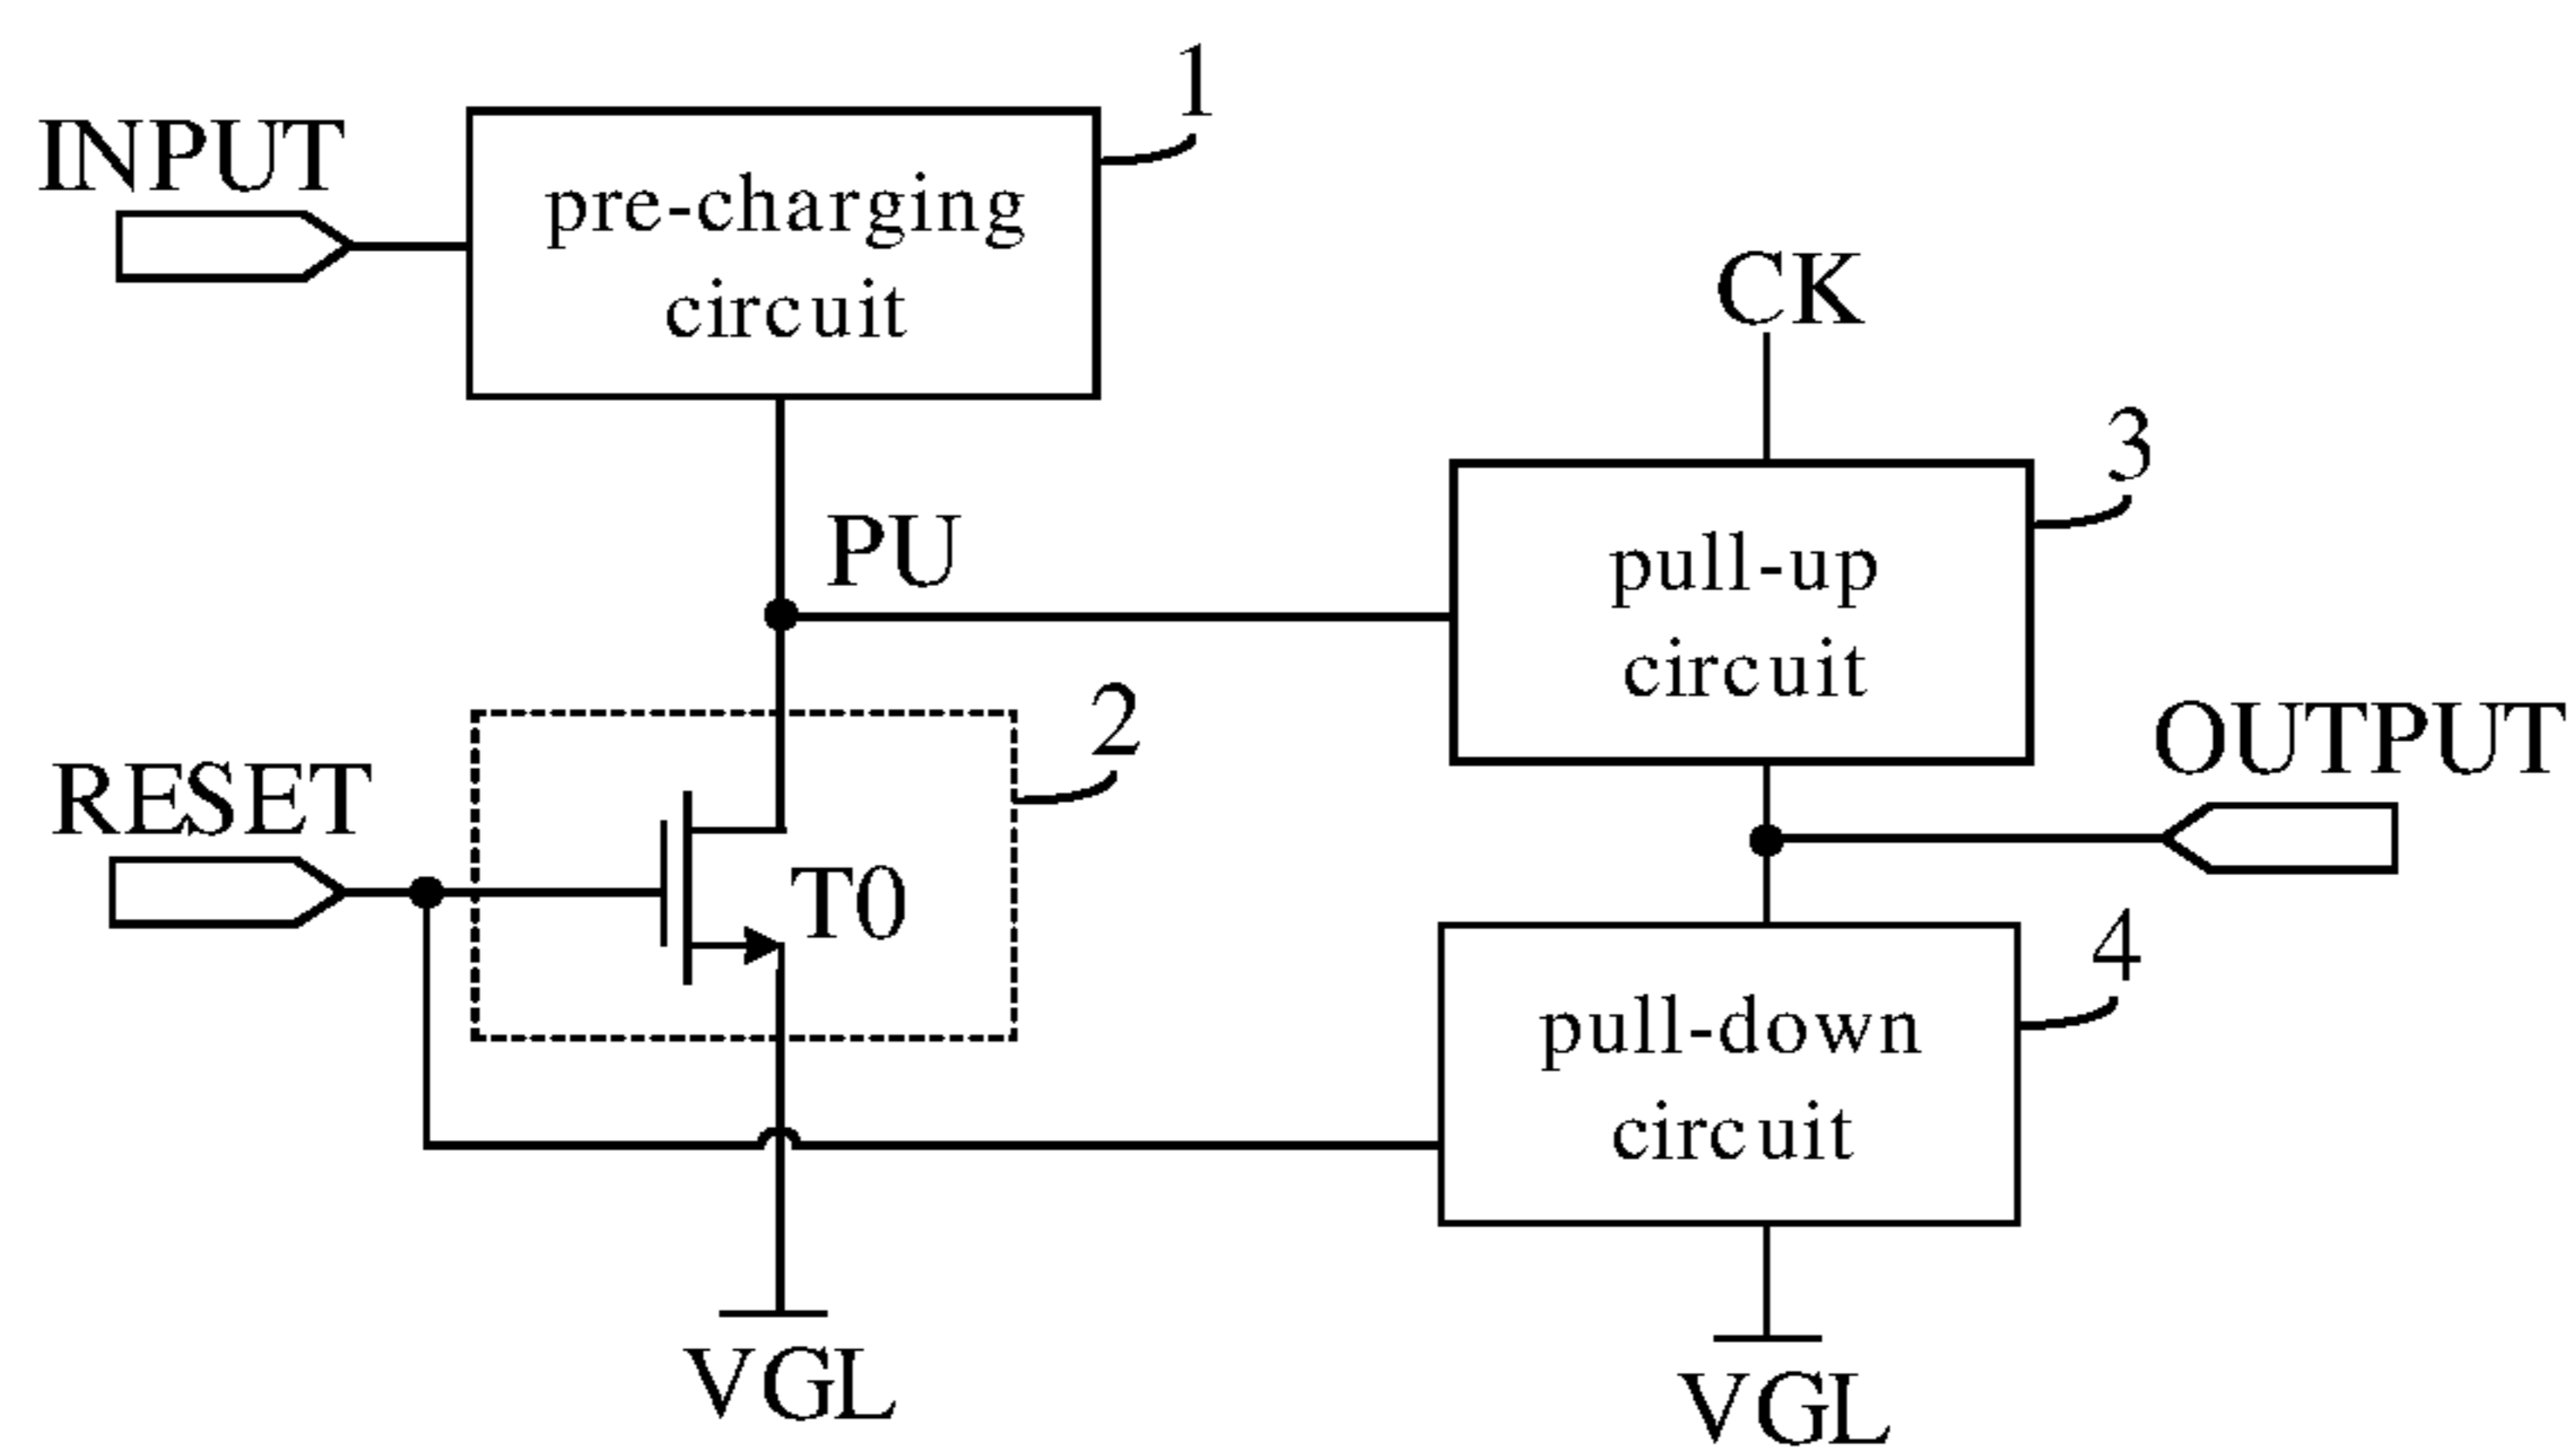 1
INPUT
pre-charging
circuit
CK
3
PU
pull-up
circuit
2
OUTPUT
RESET
T0
4
pull-down
circuit
VGL
VGL